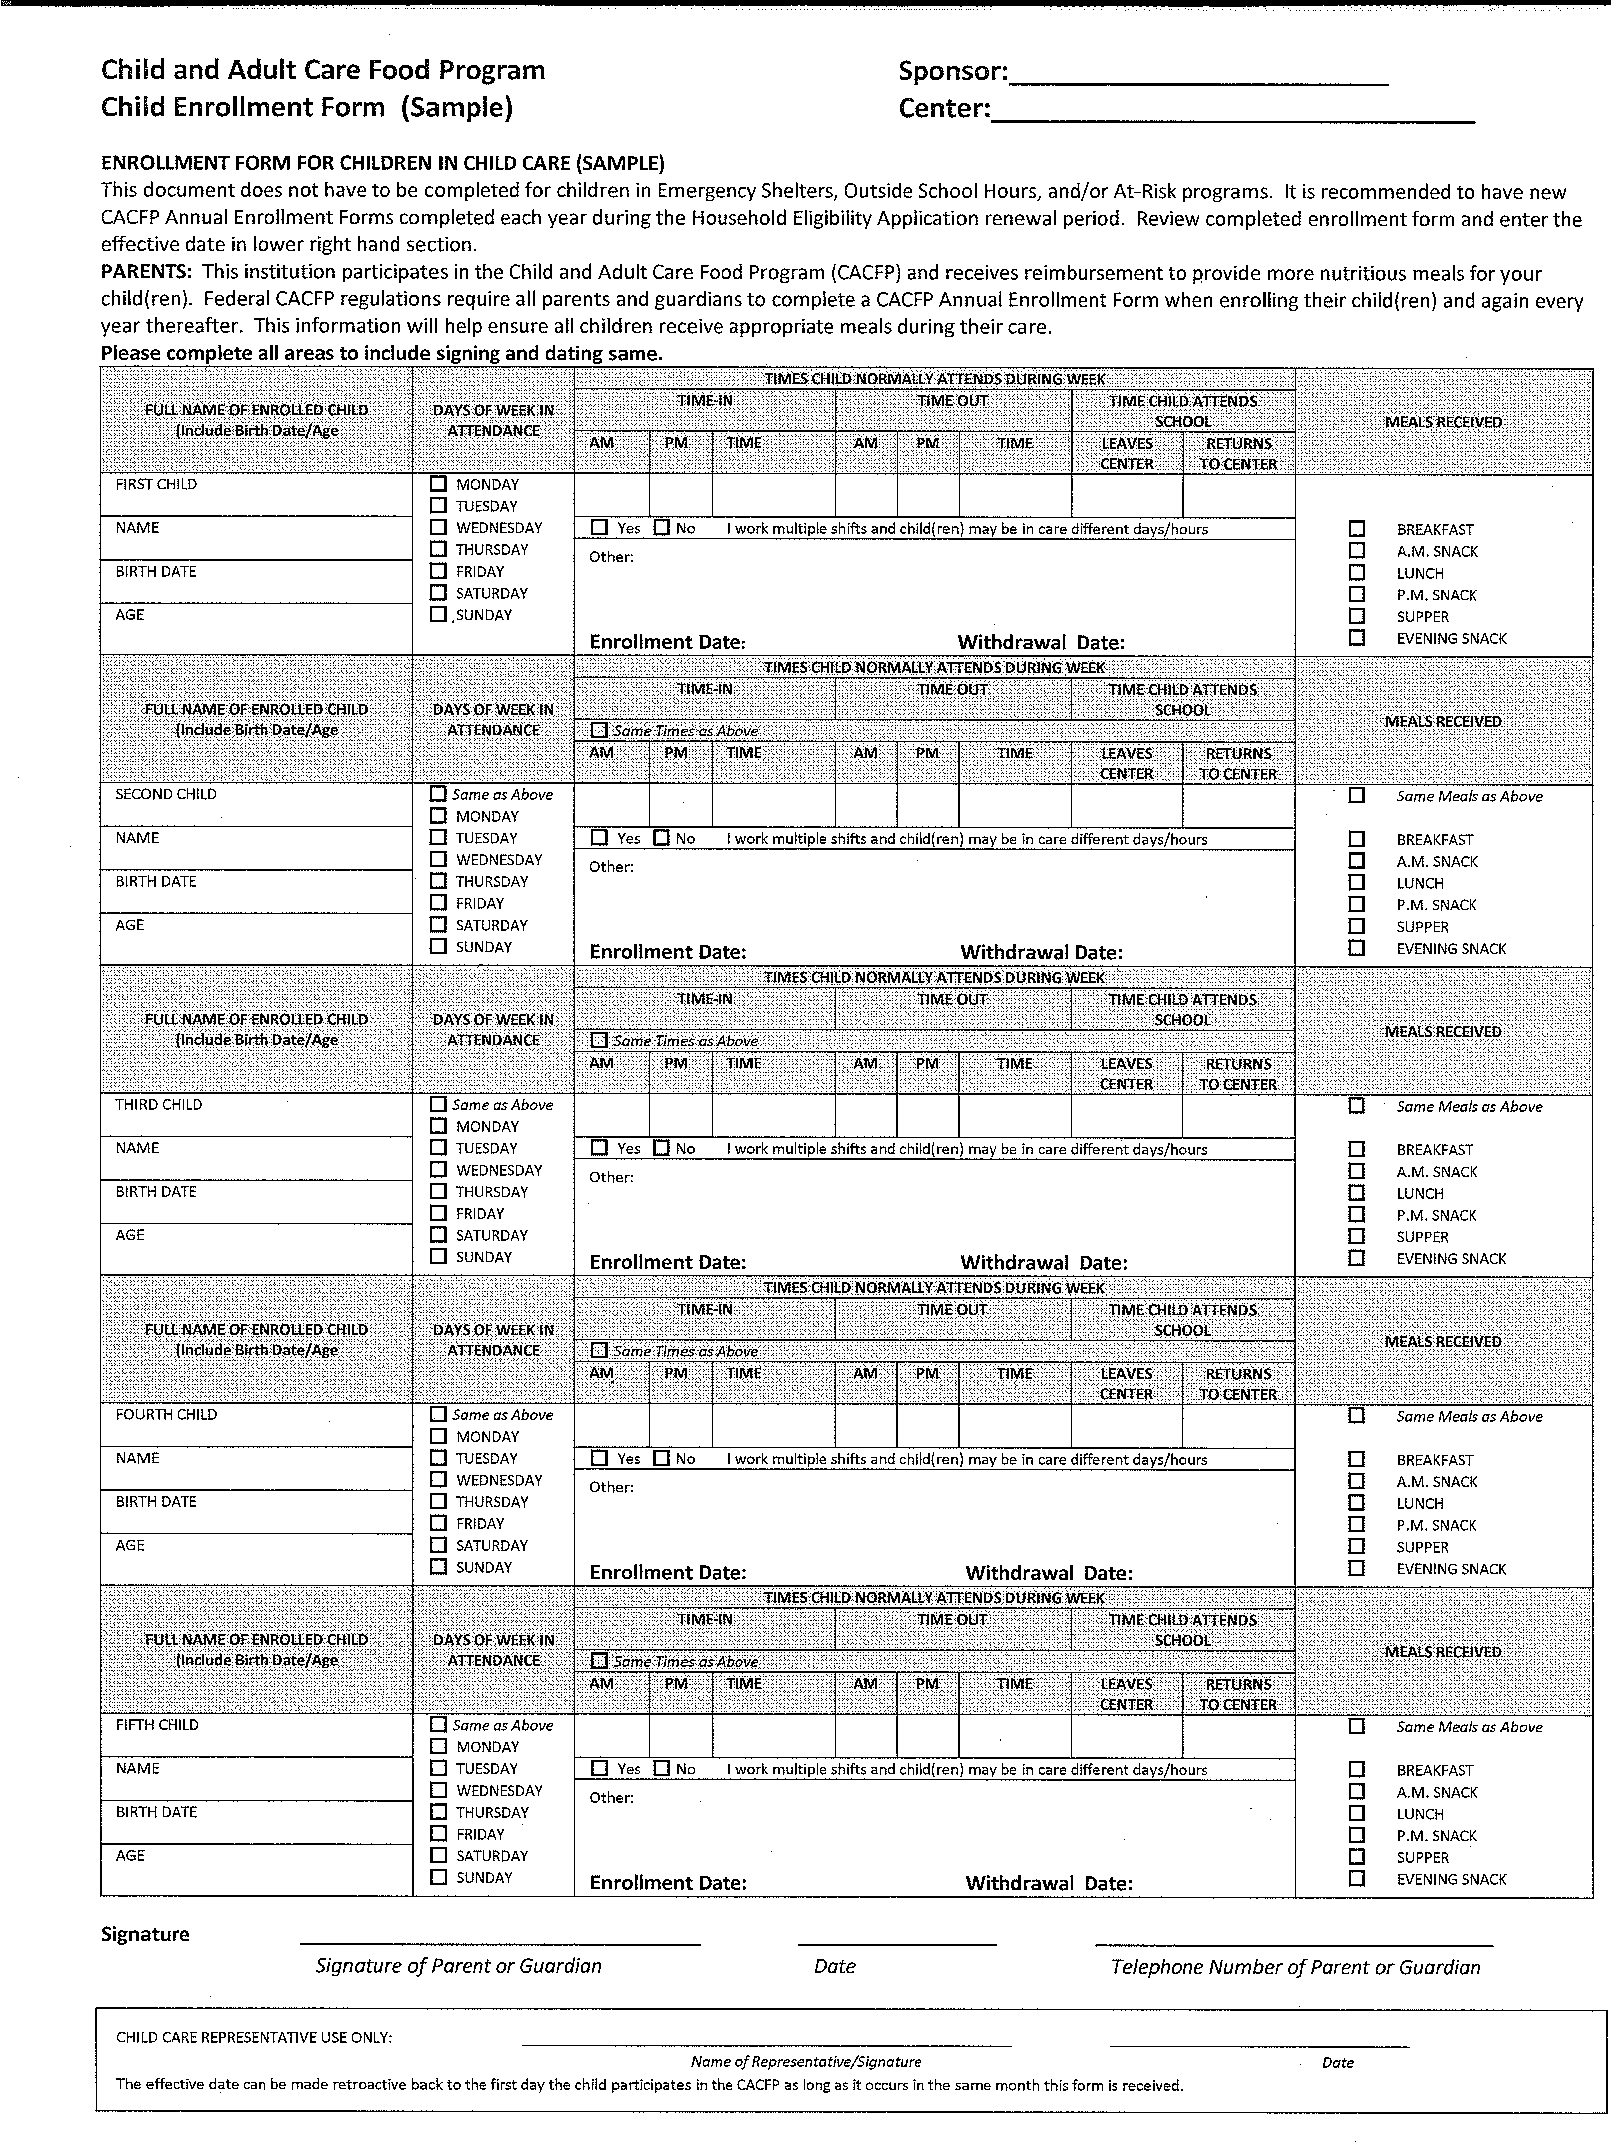 Child and Adult Care Food Program
Sponsor:
Child Enrollment Form (Sample)
Center:
ENROLLMENT FORM FOR CHILDREN IN CHILD CARE (SAMPLE)
This document does not have to be completed for children in Emergency Shelters, Outside School Hours, and/or At-Risk programs. It is recommended to have new
CACFP Annual Enrollment Forms completed each year during the Household Eligibility Application renewal period. Review completed enrollment form and enter the
effective date in lower right hand section.
PARENTS: This institution participates in the Child and Adult Care Food Program (CACFP) and receives reimbursement to provide more nutritious meals for your
child(ren). Federal CACFP regulations require all parents and guardians to complete a CACFP Annual Enrollment Form when enrolling their child(ren) and again every
year thereafter. This information will help ensure all children receive appropriate meals during their care.
Please complete all areas to include signing and dating same.
FULL NAME OF ENROLLED CHILD
(Include Birth Date/Age
DAYS OF WEEK IN
ATTENDANCE
TIMES CHILD NORMALLY ATTENDS DURING WEEK
TIME-IN
TIME OUT
TIME CHILD ATTENDS
SCHOOL
AM PM TIME AM PM TIME LEAVES
CENTER
RETURNS
TO CENTER
MEALS RECEIVED
FIRST CHILD
NAME
BIRTH DATE
AGE
MONDAY
TUESDAY
WEDNESDAY
THURSDAY
FRIDAY
SATURDAY
SUNDAY
Yes No I work multiple shifts and child(ren) may be in care different days/hours
Other:
Enrollment Date: Withdrawal Date:
BREAKFAST
A.M. SNACK
LUNCH
P.M. SNACK
SUPPER
EVENING SNACK
FULL NAME OF ENROLLED CHILD
(Include Birth Date/Age
DAYS OF WEEK IN
ATTENDANCE
TIMES CHILD NORMALLY ATTENDS DURING WEEK
TIME-IN
TIME OUT
TIME CHILD ATTENDS
SCHOOL
Same Times as Above
AM PM TIME AM PM TIME LEAVES
CENTER
RETURNS
TO CENTER
MEALS RECEIVED
SECOND CHILD
NAME
BIRTH DATE
AGE
Same as Above
MONDAY
TUESDAY
WEDNESDAY
THURSDAY
FRIDAY
SATURDAY
SUNDAY
Yes No I work multiple shifts and child(ren) may be in care different days/hours
Other:
Enrollment Date: Withdrawal Date:
Same Meals as Above
BREAKFAST
A.M. SNACK
LUNCH
P.M. SNACK
SUPPER
EVENING SNACK
FULL NAME OF ENROLLED CHILD
(Include Birth Date/Age
DAYS OF WEEK IN
ATTENDANCE
TIMES CHILD NORMALLY ATTENDS DURING WEEK
TIME-IN
TIME OUT
TIME CHILD ATTENDS
SCHOOL
Same Times as Above
AM PM TIME AM PM TIME LEAVES
CENTER
RETURNS
TO CENTER
MEALS RECEIVED
THIRD CHILD
NAME
BIRTH DATE
AGE
Same as Above
MONDAY
TUESDAY
WEDNESDAY
THURSDAY
FRIDAY
SATURDAY
SUNDAY
Yes No I work multiple shifts and child(ren) may be in care different days/hours
Other:
Enrollment Date: Withdrawal Date:
Same Meals as Above
BREAKFAST
A.M. SNACK
LUNCH
P.M. SNACK
SUPPER
EVENING SNACK
FULL NAME OF ENROLLED CHILD
(Include Birth Date/Age
DAYS OF WEEK IN
ATTENDANCE
TIMES CHILD NORMALLY ATTENDS DURING WEEK
TIME-IN
TIME OUT
TIME CHILD ATTENDS
SCHOOL
Same Times as Above
AM PM TIME AM PM TIME LEAVES
CENTER
RETURNS
TO CENTER
MEALS RECEIVED
FOURTH CHILD
NAME
BIRTH DATE
AGE
Same as Above
MONDAY
TUESDAY
WEDNESDAY
THURSDAY
FRIDAY
SATURDAY
SUNDAY
Yes No I work multiple shifts and child(ren) may be in care different days/hours
Other:
Enrollment Date: Withdrawal Date:
Same Meals as Above
BREAKFAST
A.M. SNACK
LUNCH
P.M. SNACK
SUPPER
EVENING SNACK
FULL NAME OF ENROLLED CHILD
(Include Birth Date/Age
DAYS OF WEEK IN
ATTENDANCE
TIMES CHILD NORMALLY ATTENDS DURING WEEK
TIME-IN
TIME OUT
TIME CHILD ATTENDS
SCHOOL
Same Times as Above
AM PM TIME AM PM TIME LEAVES
CENTER
RETURNS
TO CENTER
MEALS RECEIVED
FIFTH CHILD
NAME
BIRTH DATE
AGE
Same as Above
MONDAY
TUESDAY
WEDNESDAY
THURSDAY
FRIDAY
SATURDAY
SUNDAY
Yes No I work multiple shifts and child(ren) may be in care different days/hours
Other:
Enrollment Date: Withdrawal Date:
Same Meals as Above
BREAKFAST
A.M. SNACK
LUNCH
P.M. SNACK
SUPPER
EVENING SNACK
Signature
Signature of Parent or Guardian Date Telephone Number of Parent or Guardian
CHILD CARE REPRESENTATIVE USE ONLY:
Name of Representative/Signature Date
The effective date can be made retroactive back to the first day the child participates in the CACFP as long as it occurs in the same month this form is received.